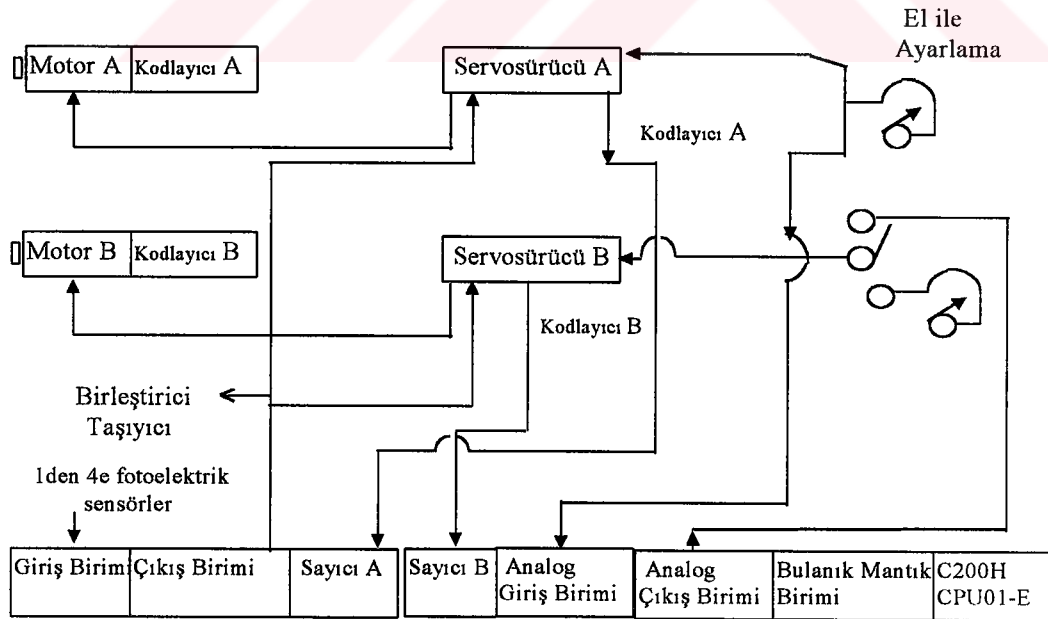 El ile
Ayarlama
Motor A
Kodlayıcı A
Servosürücü A
Kodlayıcı A
Motor B
Kodlayıcı B
Servosürücü B
Kodlayıcı B
Birleştirici
Taşıyıcı
1den 4e fotoelektrik
sensörler
Giriş Birimi
Çıkış Birimi
Sayıcı A
Sayıcı B
Analog
Giriş Birimi
Analog
Çıkış Birimi
Bulanık Mantık
Birimi
C200H
CPU01-E